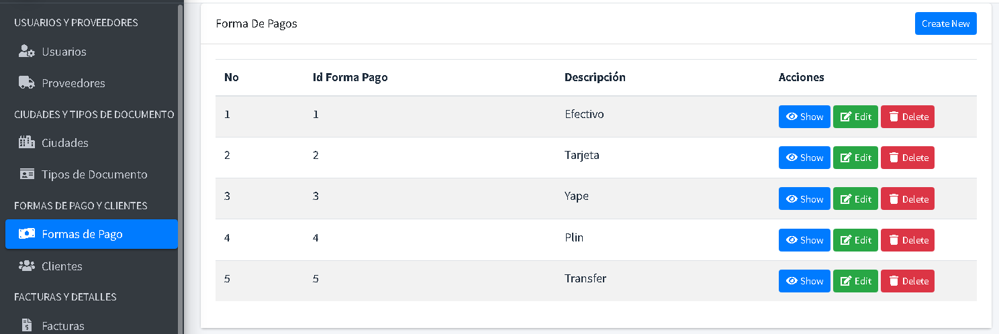 USUARIOS Y PROVEEDORES
Usuarios
Proveedores
CIUDADES Y TIPOS DE DOCUMENTO
Ciudades
Tipos de Documento
FORMAS DE PAGO Y CLIENTES
Formas de Pago
Clientes
FACTURAS Y DETALLES
Facturas
Forma De Pagos
Create New
No Id Forma Pago Descripción Acciones
1 1 Efectivo Show Edit Delete
2 2 Tarjeta Show Edit Delete
3 3 Yape Show Edit Delete
4 4 Plin Show Edit Delete
5 5 Transfer Show Edit Delete